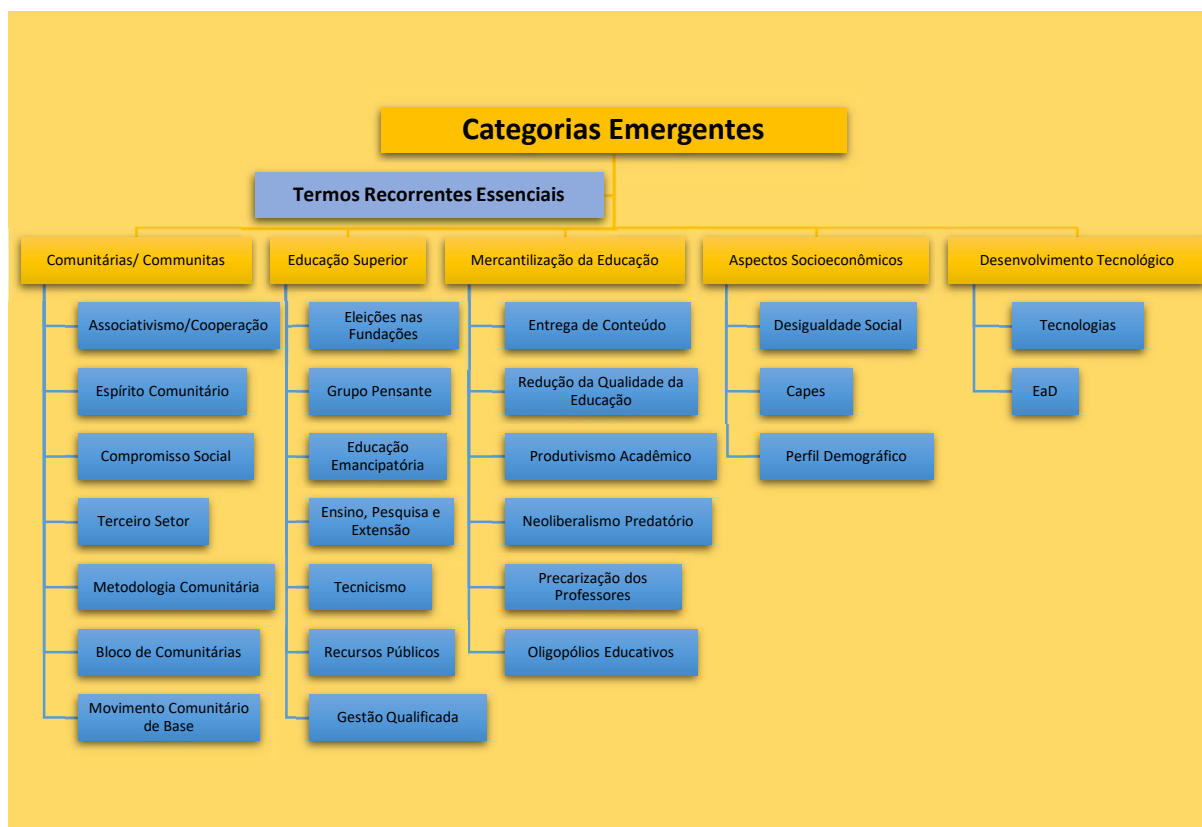 Categorias Emergentes
Termos Recorrentes Essenciais
Comunitárias/ Communitas
Associativismo/Cooperação
Espírito Comunitário
Compromisso Social
Terceiro Setor
Metodologia Comunitária
Bloco de Comunitárias
Movimento Comunitário
de Base
Educação Superior
Eleições nas
Fundações
Grupo Pensante
Educação
Emancipatória
Ensino, Pesquisa e
Extensão
Tecnicismo
Recursos Públicos
Gestão Qualificada
Mercantilização da Educação
Entrega de Conteúdo
Redução da Qualidade da
Educação
Produtivismo Acadêmico
Neoliberalismo Predatório
Precarização dos
Professores
Oligopólios Educativos
Aspectos Socioeconômicos
Desigualdade Social
Capes
Perfil Demográfico
Desenvolvimento Tecnológico
Tecnologias
EaD